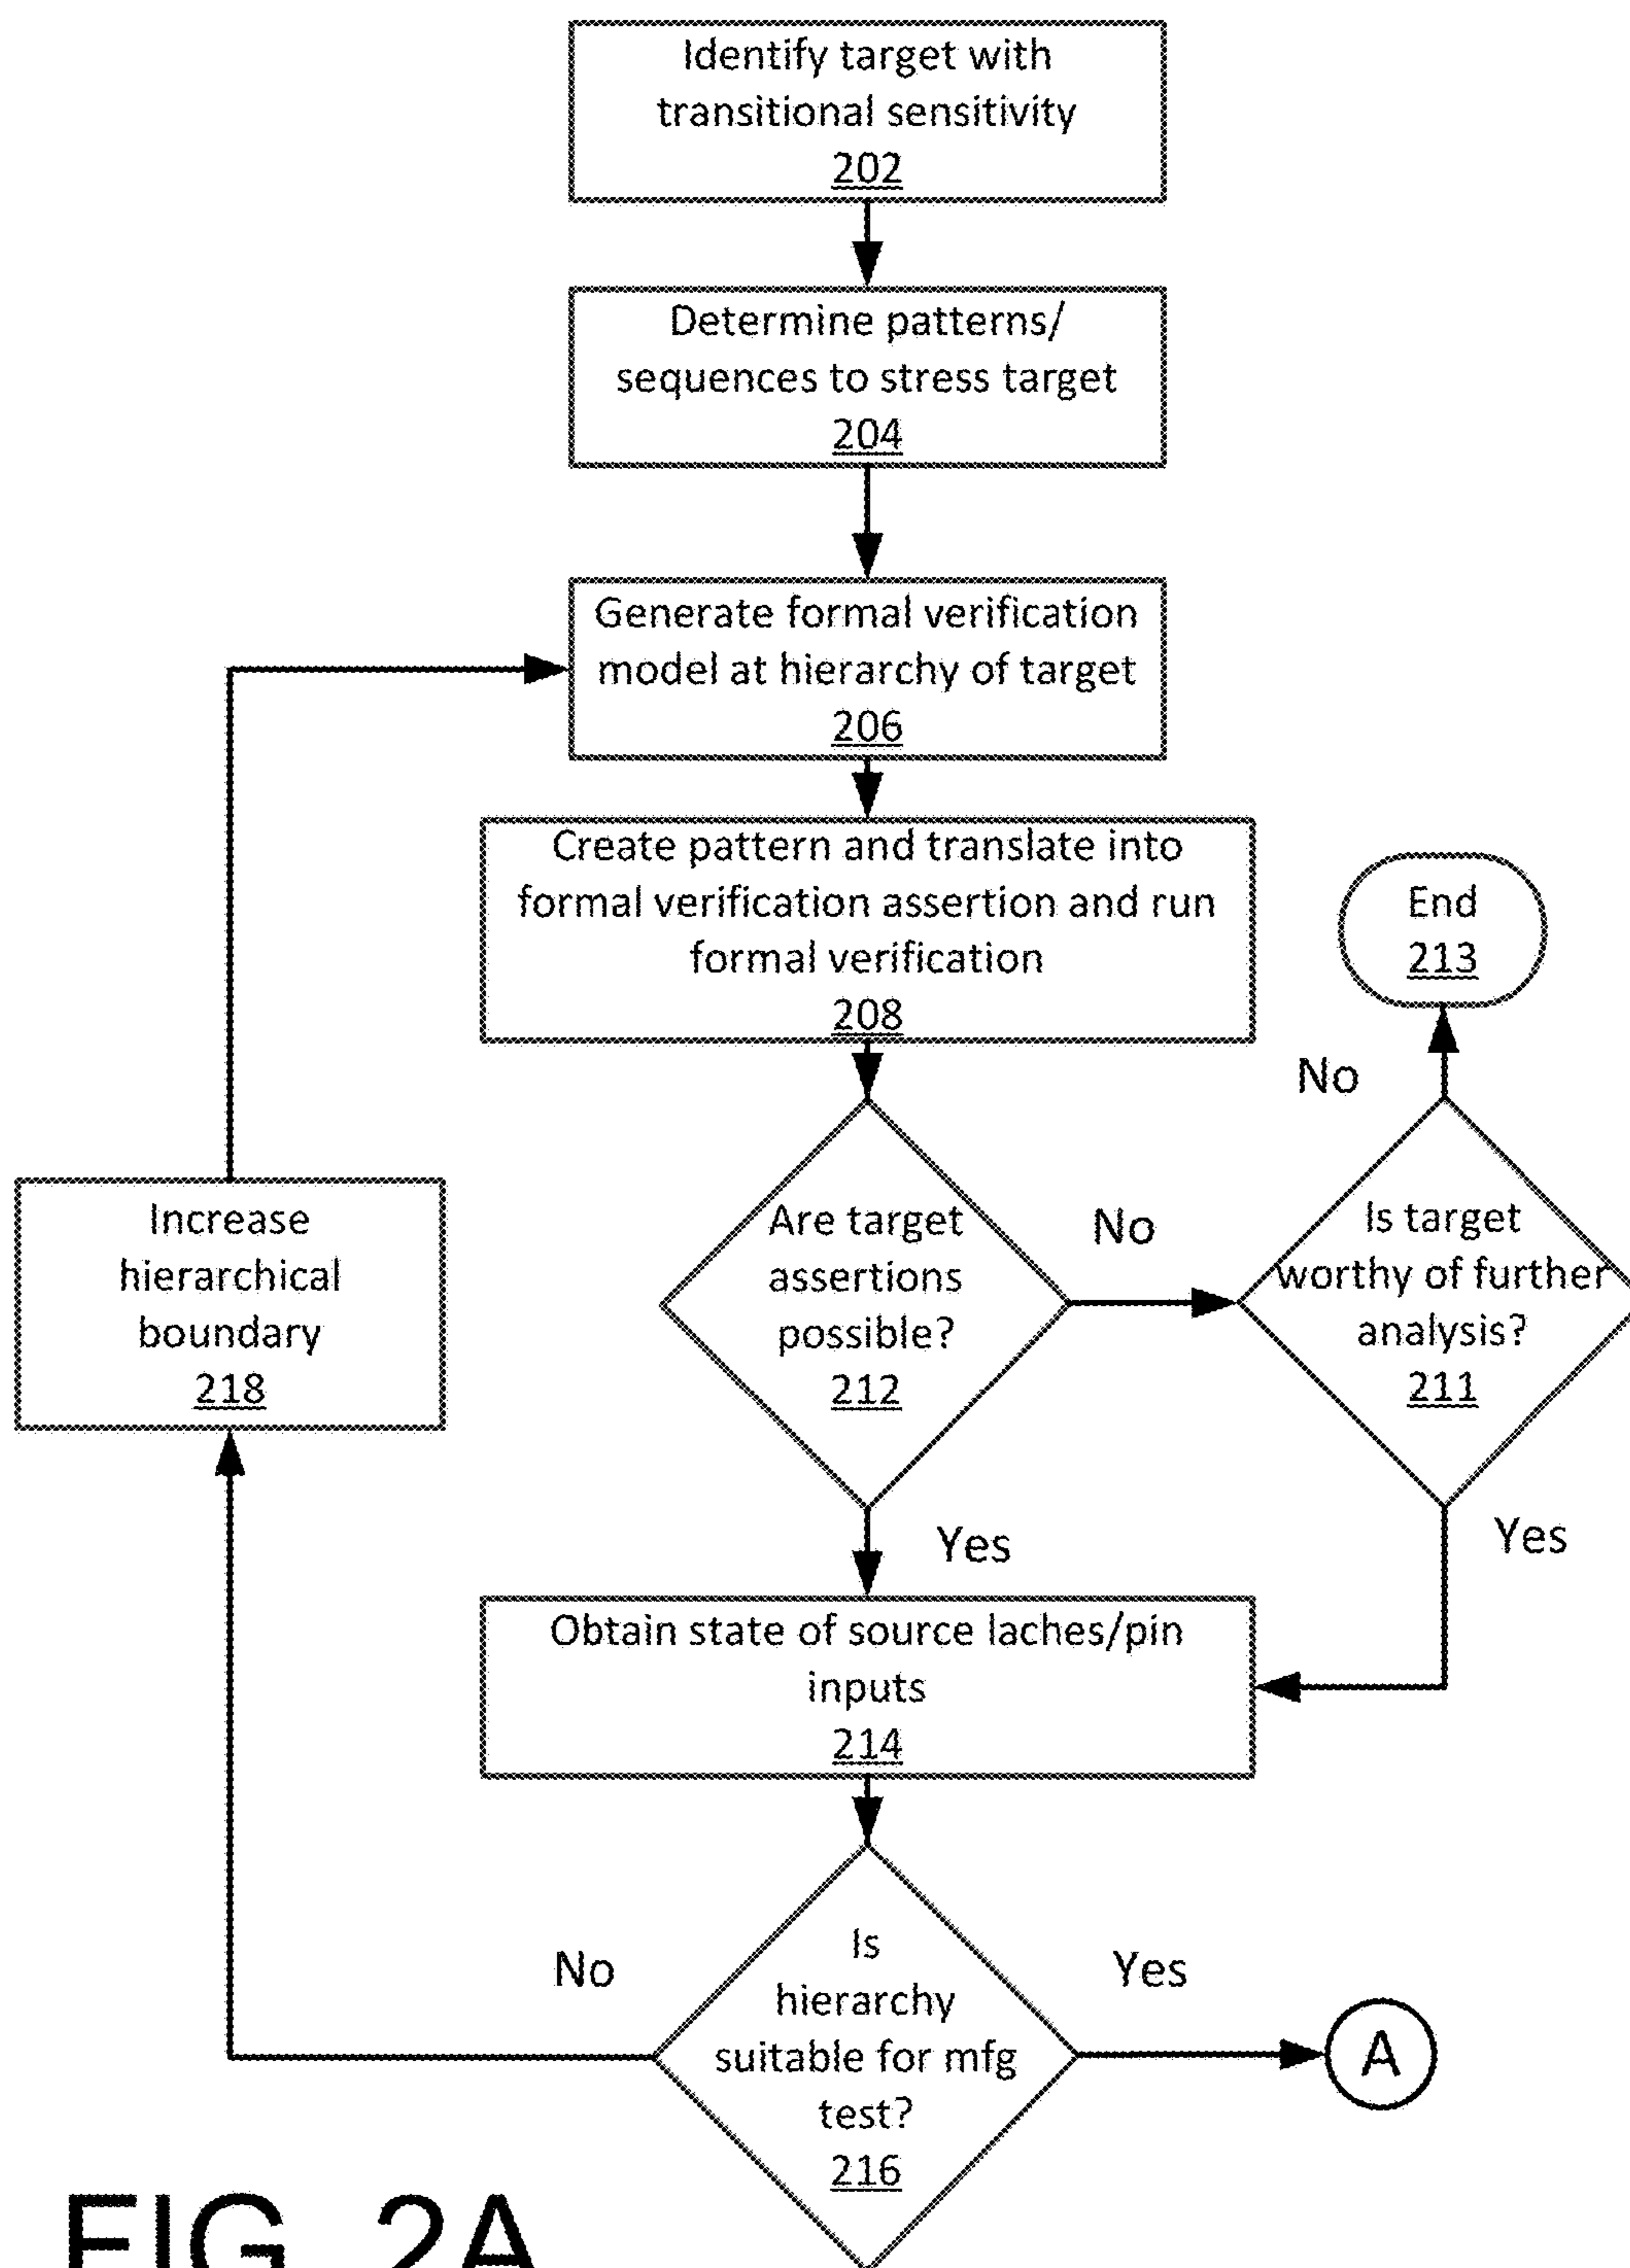 Identify target with
transitional sensitivity
202
Determine patterns/
sequences to stress target
204
Generate formal verification
model at hierarchy of target
206
Create pattern and translate into
formal verification assertion and run
formal verification
208
End
213
No
Are target
assertions
possible?
212
No
Is target
worthy of further
analysis?
211
Increase
hierarchical
boundary
218
Yes
Yes
Obtain state of source laches/pin
inputs
214
Is
hierarchy
suitable for mfg
test?
216
No
Yes
A
FIG. 2A